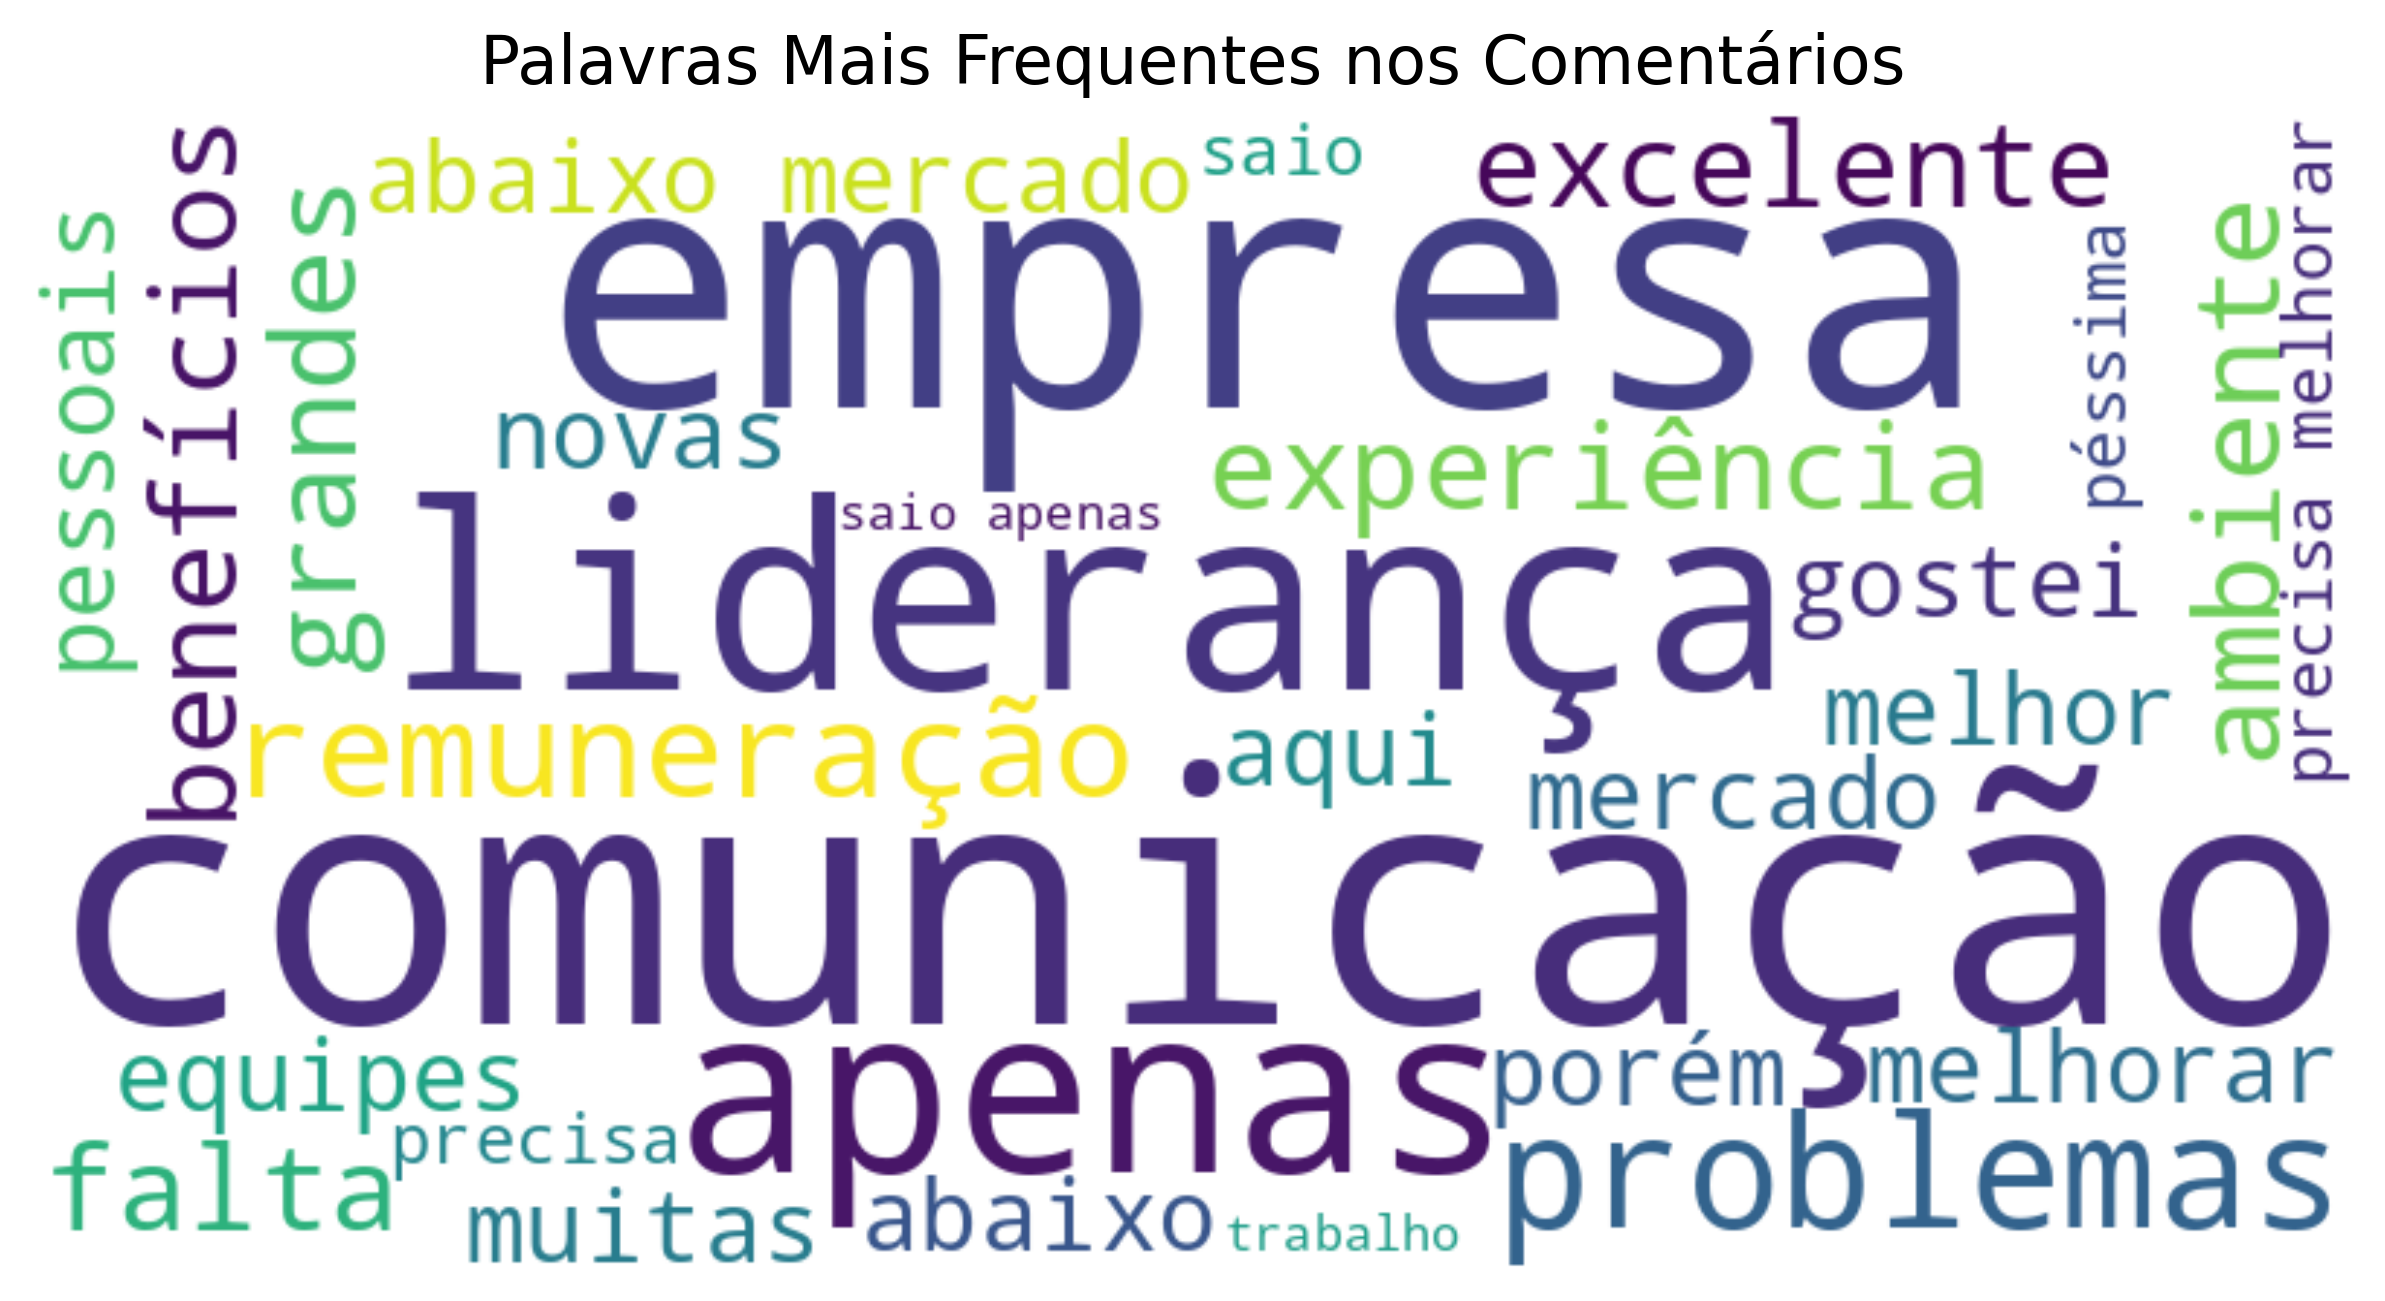 Palavras Mais Frequentes nos Comentários
pessoais
benefícios
grandes
abaixo mercado
saio
excelente
empresa
péssima
ambiente
precisa melhorar
novas
experiência
saio apenas
liderança
gostei
remuneração
aqui
melhor
mercado
comunicação
equipes
apenas
porém
melhorar
falta
precisa
problemas
muitas
abaixo
trabalho